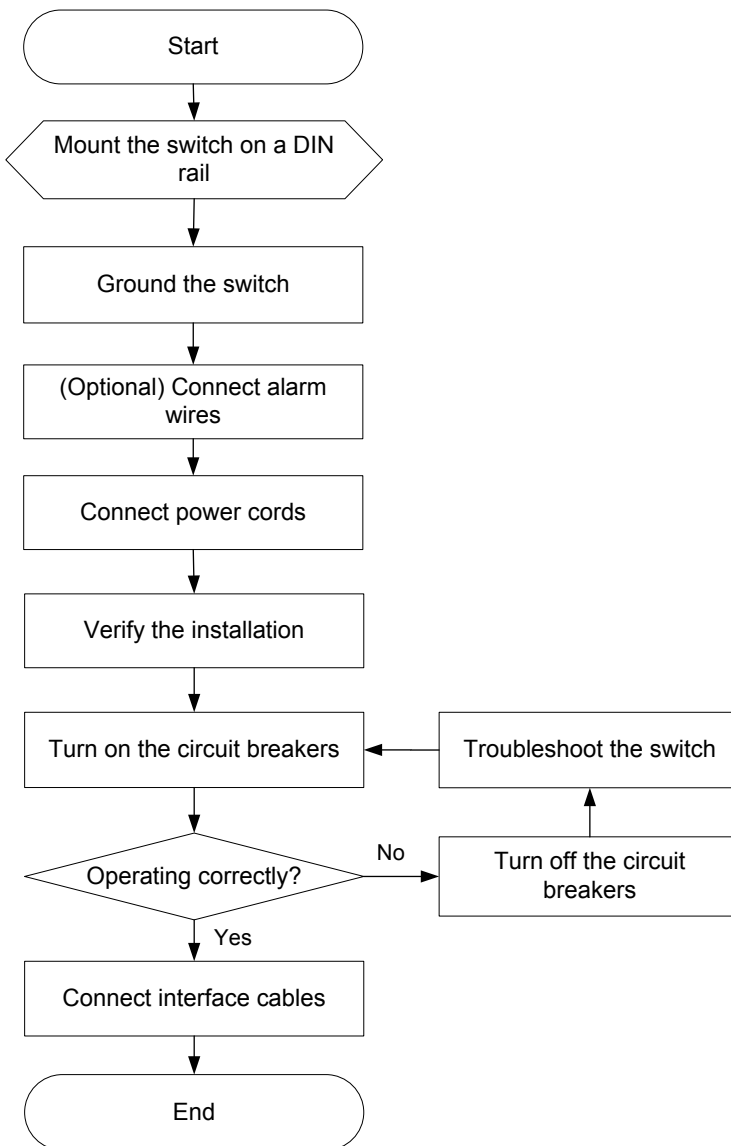 Start
Mount the switch on a DIN
rail
Ground the switch
(Optional) Connect alarm
wires
Connect power cords
Verify the installation
Turn on the circuit breakers
Troubleshoot the switch
Operating correctly?
No
Turn off the circuit
breakers
Yes
Connect interface cables
End